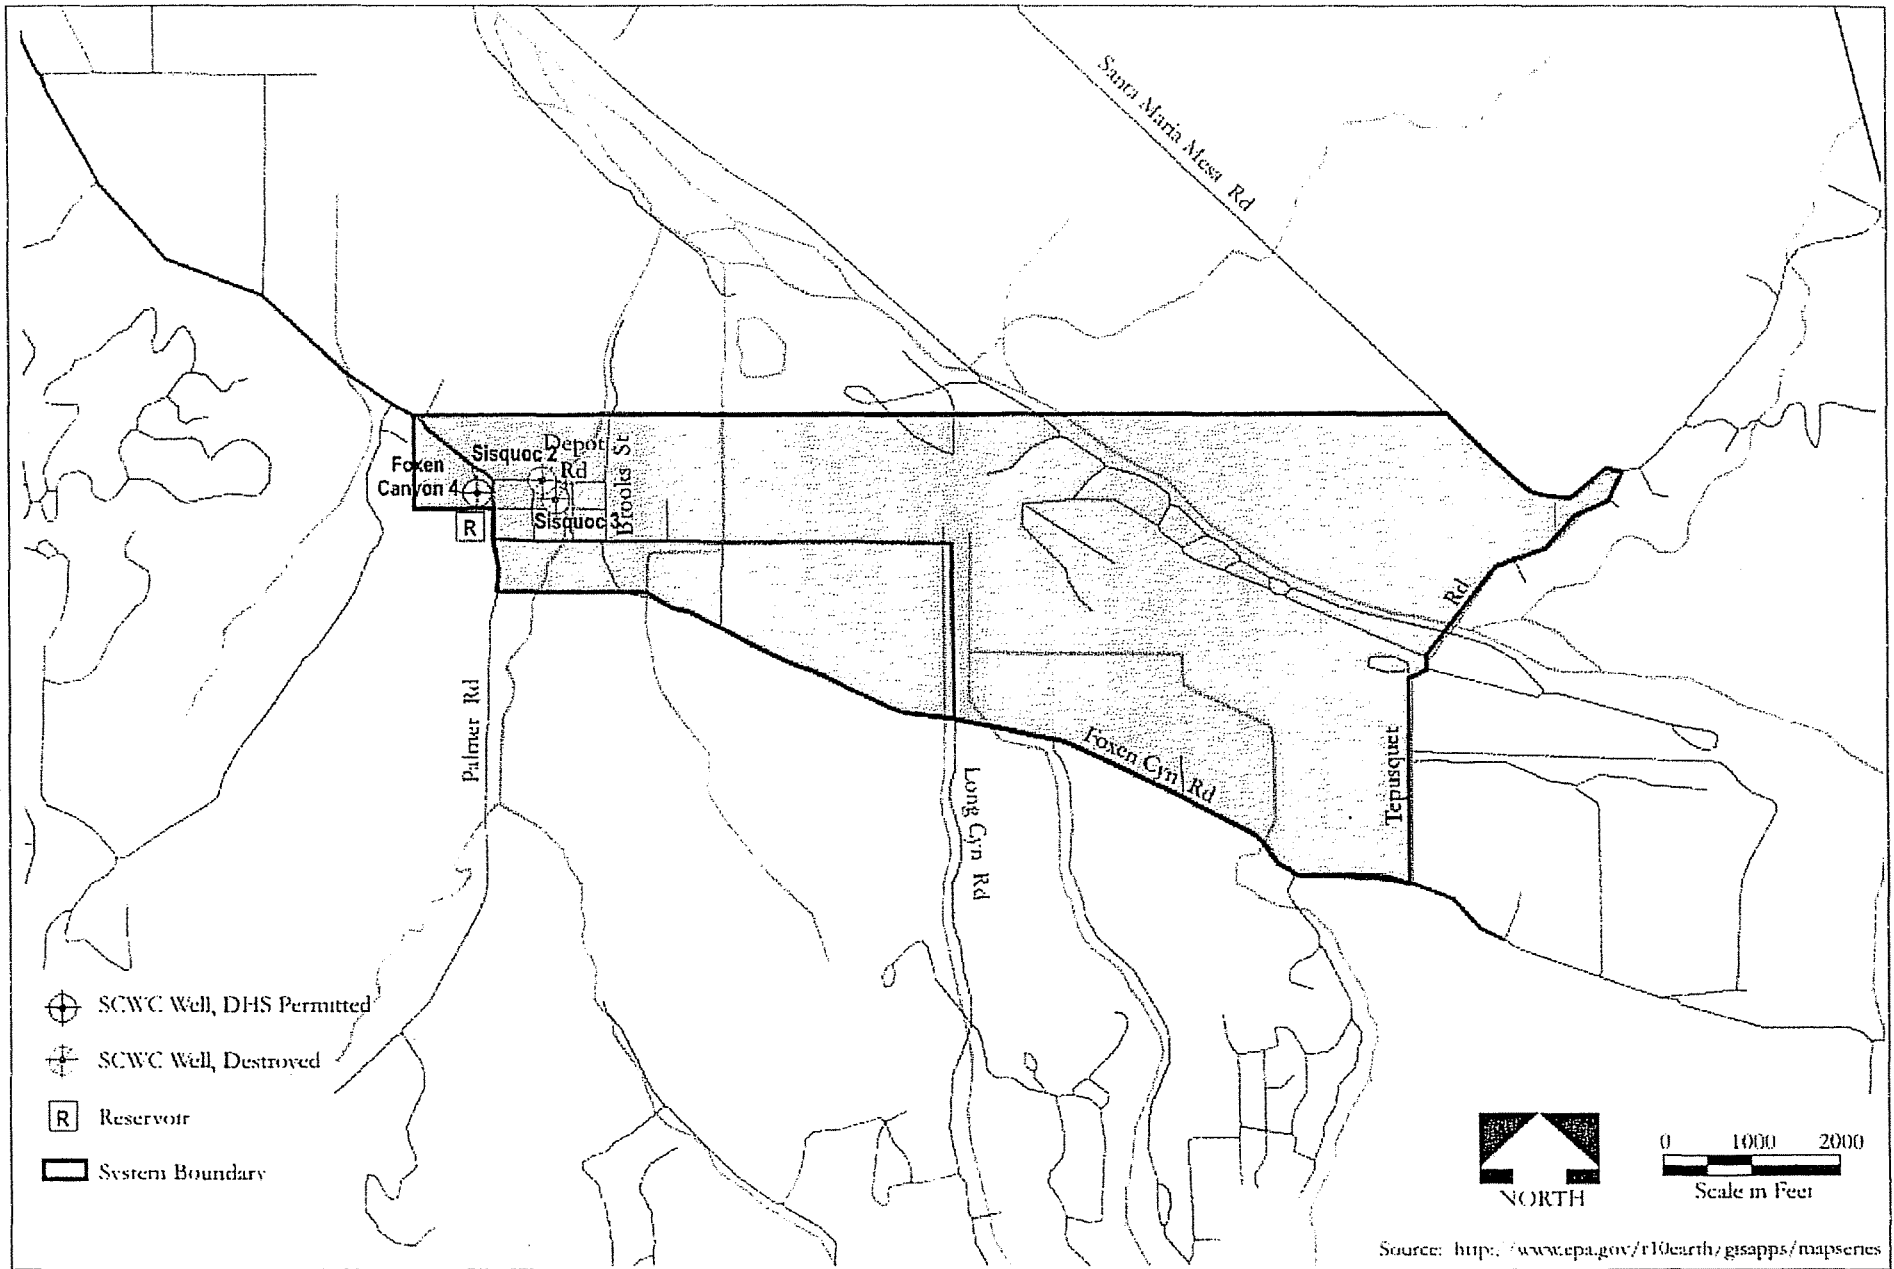 Santa Maria Mesa Rd
Sisquoc 2
Depot
Rd
Brooks St
Foxen
Canyon 4
Sisquoc 3
R
Rd
Palmer Rd
Foxen Cyn Rd
Tepusquet
Long Cyn Rd
SCWC Well, DHS Permitted
SCWC Well, Destroyed
R Reservoir
System Boundary
0 1000 2000
Scale in Feet
NORTH
Source: http://www.epa.gov/r10earth/gisapps/mapseries